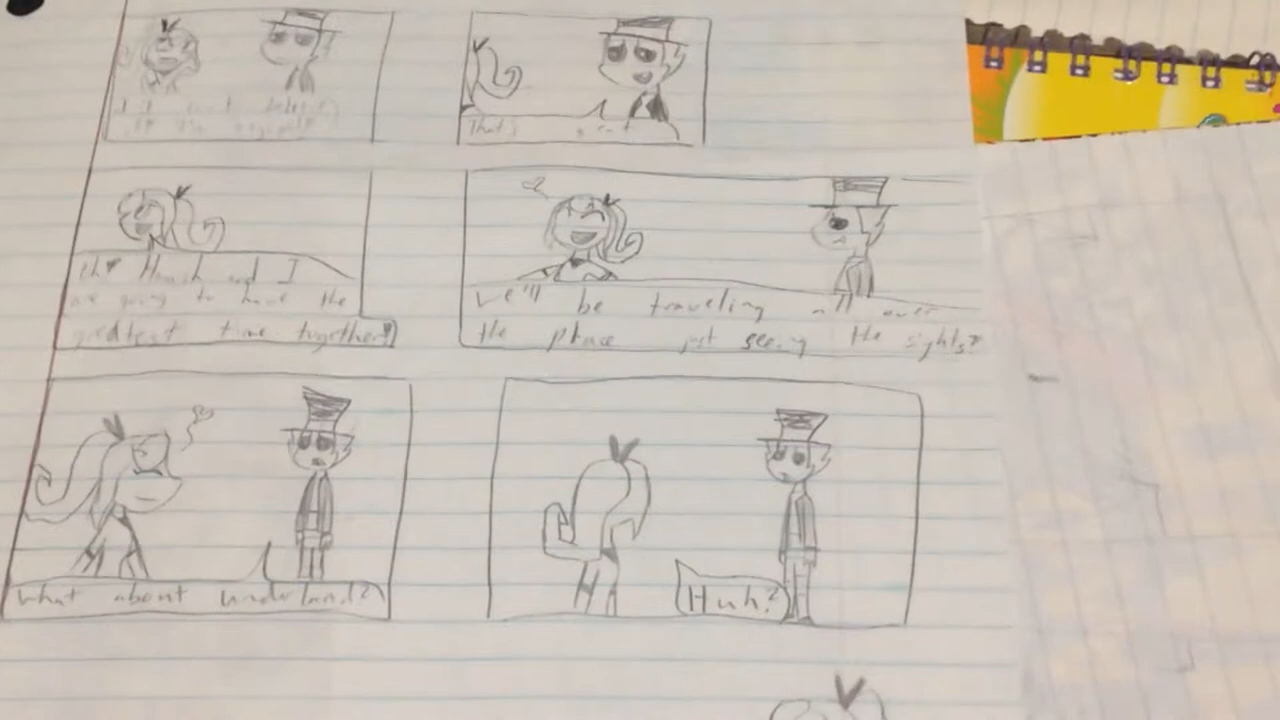 That's
Hamish and I
are going to have the
greatest time together!
We'll be traveling all over
the place just seeing the sights!
What about underland?
Huh?